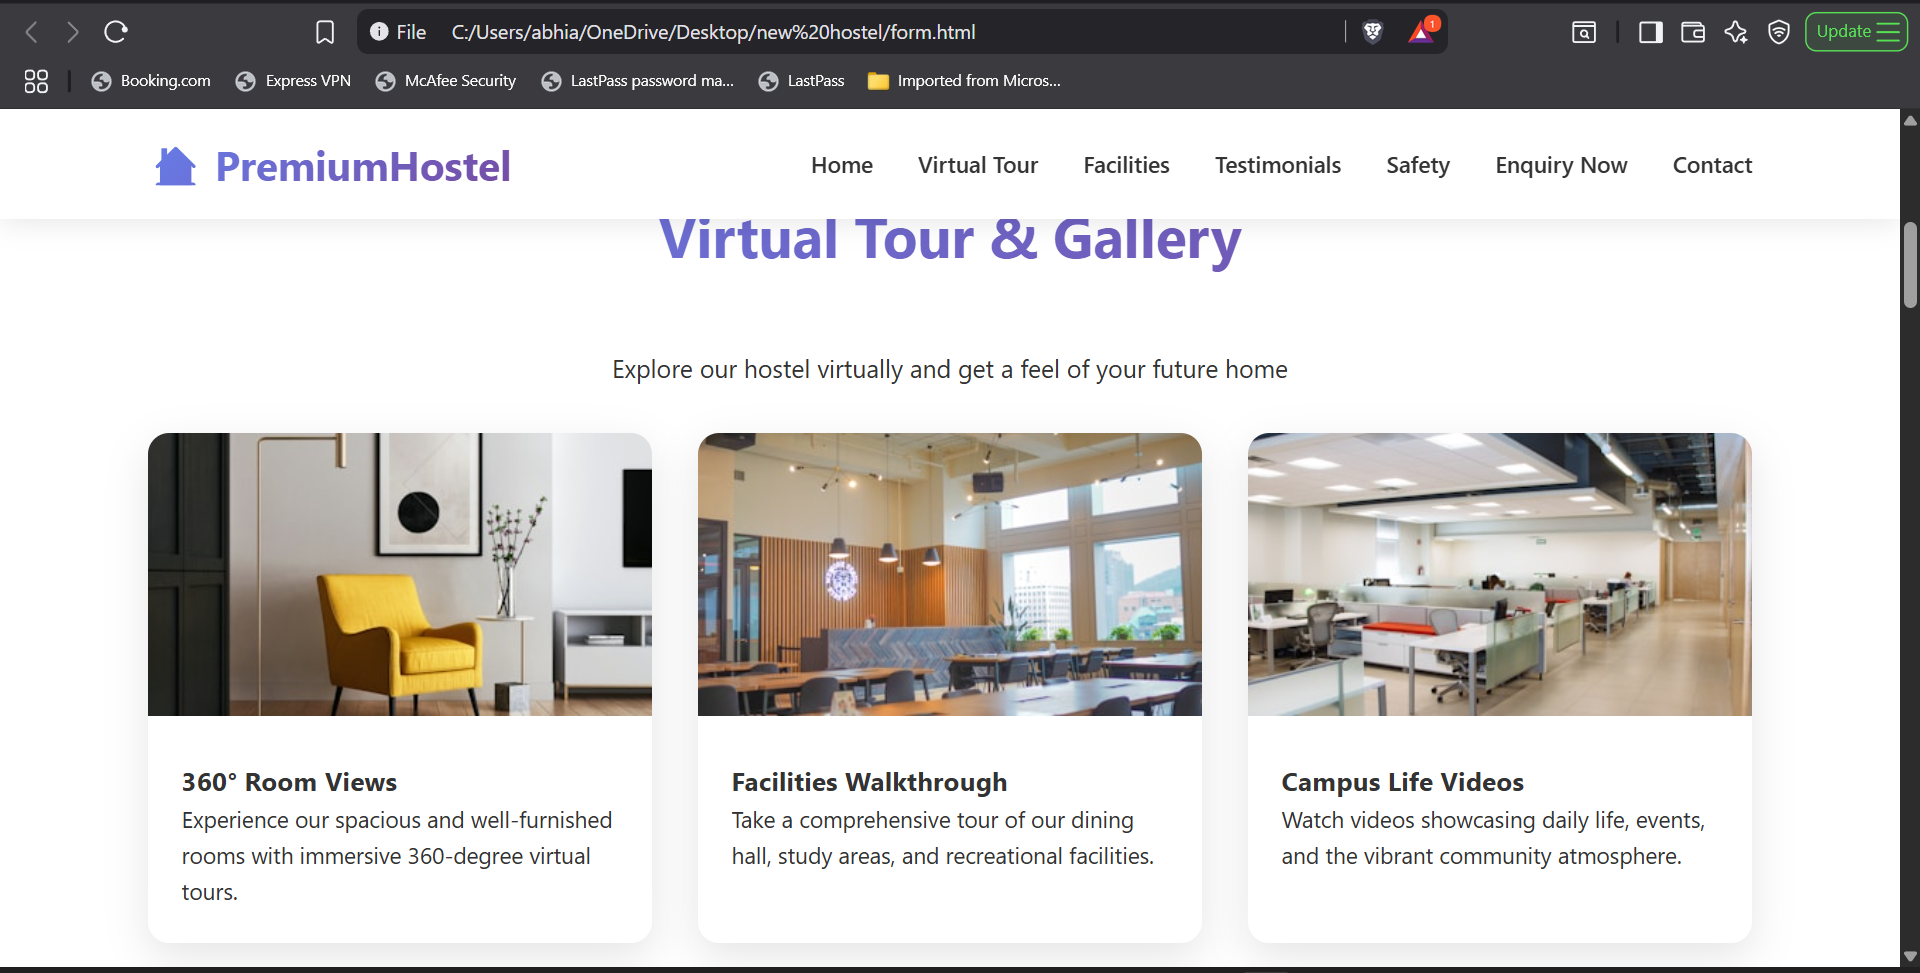 File C:/Users/abhia/OneDrive/Desktop/new%20hostel/form.html
1
Update
Booking.com Express VPN McAfee Security LastPass password ma... LastPass Imported from Micros...
PremiumHostel Home Virtual Tour Facilities Testimonials Safety Enquiry Now Contact
Virtual Tour & Gallery
Explore our hostel virtually and get a feel of your future home
360° Room Views
Experience our spacious and well-furnished
rooms with immersive 360-degree virtual
tours.
Facilities Walkthrough
Take a comprehensive tour of our dining
hall, study areas, and recreational facilities.
Campus Life Videos
Watch videos showcasing daily life, events,
and the vibrant community atmosphere.